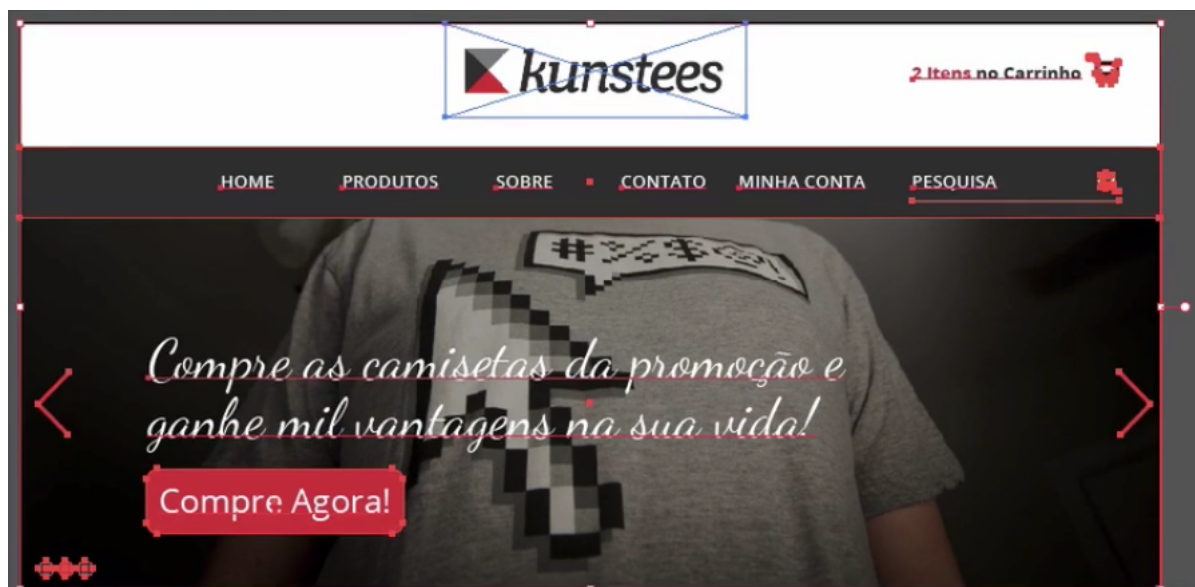 kunstees
2 Itens no Carrinho
HOME PRODUTOS SOBRE CONTATO MINHA CONTA PESQUISA
Compre as camisetas da promoção e
ganhe mil vantagens na sua vida!
Compre Agora!